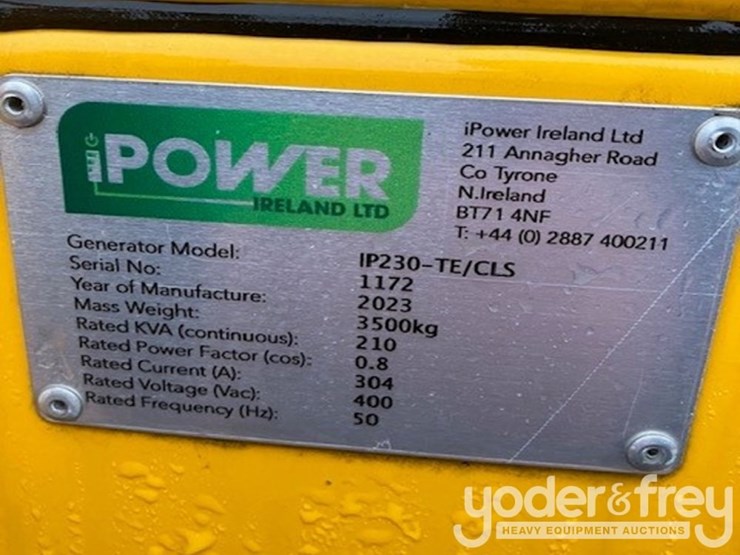 iPOWER
IRELAND LTD
iPower Ireland Ltd
211 Annagher Road
Co Tyrone
N.Ireland
BT71 4NF
T: +44 (0) 2887 400211
Generator Model: IP230-TE/CLS
Serial No: 1172
Year of Manufacture: 2023
Mass Weight: 3500kg
Rated KVA (continuous): 210
Rated Power Factor (cos): 0.8
Rated Current (A): 304
Rated Voltage (Vac): 400
Rated Frequency (Hz): 50
yoder&frey
HEAVY EQUIPMENT AUCTIONS